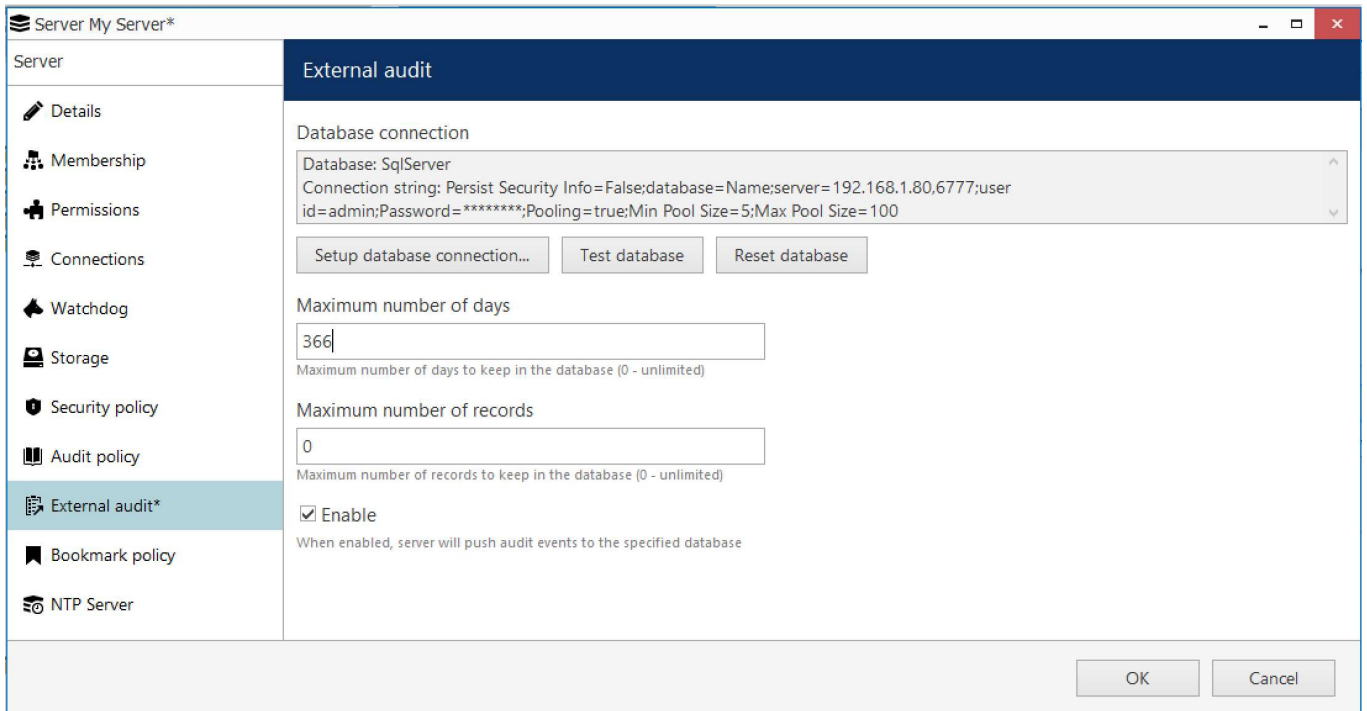 Server My Server*
Server
Details
Membership
Permissions
Connections
Watchdog
Storage
Security policy
Audit policy
External audit*
Bookmark policy
NTP Server
External audit
Database connection
Database: SqlServer
Connection string: Persist Security Info=False;database=Name;server=192.168.1.80,6777;user
id=admin;Password=********;Pooling=true;Min Pool Size=5;Max Pool Size=100
Setup database connection... Test database Reset database
Maximum number of days
366
Maximum number of days to keep in the database (0 - unlimited)
Maximum number of records
0
Maximum number of records to keep in the database (0 - unlimited)
Enable
When enabled, server will push audit events to the specified database
OK Cancel